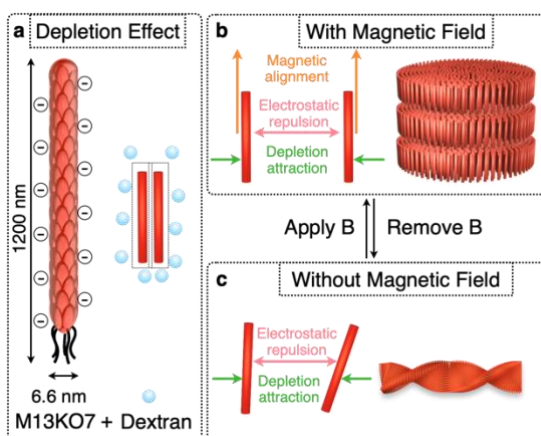 a Depletion Effect
1200 nm
6.6 nm
M13KO7 + Dextran
b With Magnetic Field
Magnetic
alignment
Electrostatic
repulsion
Depletion
attraction
Apply B
Remove B
c Without Magnetic Field
Electrostatic
repulsion
Depletion
attraction